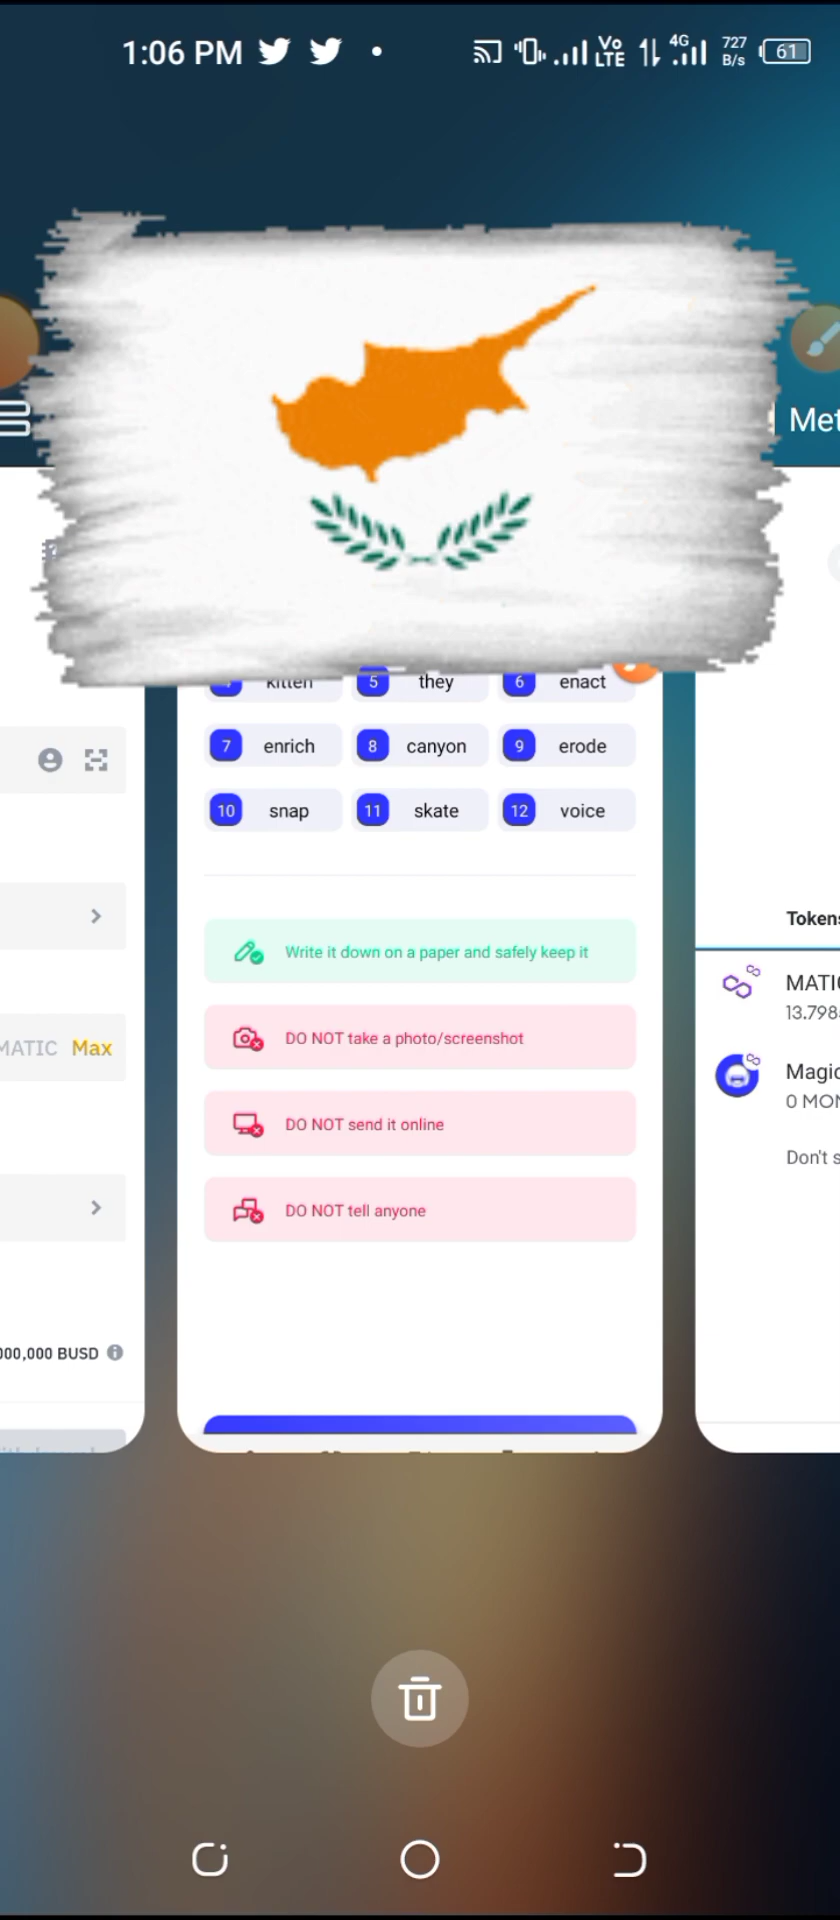 1:06 PM
Vo LTE 4G 727 B/s 61
Met
4 kitten 5 they 6 enact
7 enrich 8 canyon 9 erode
10 snap 11 skate 12 voice
Write it down on a paper and safely keep it
Tokens
DO NOT take a photo/screenshot
MATIC
13.798
MATIC Max
Magic
0 MON
DO NOT send it online
Don't s
DO NOT tell anyone
000,000 BUSD